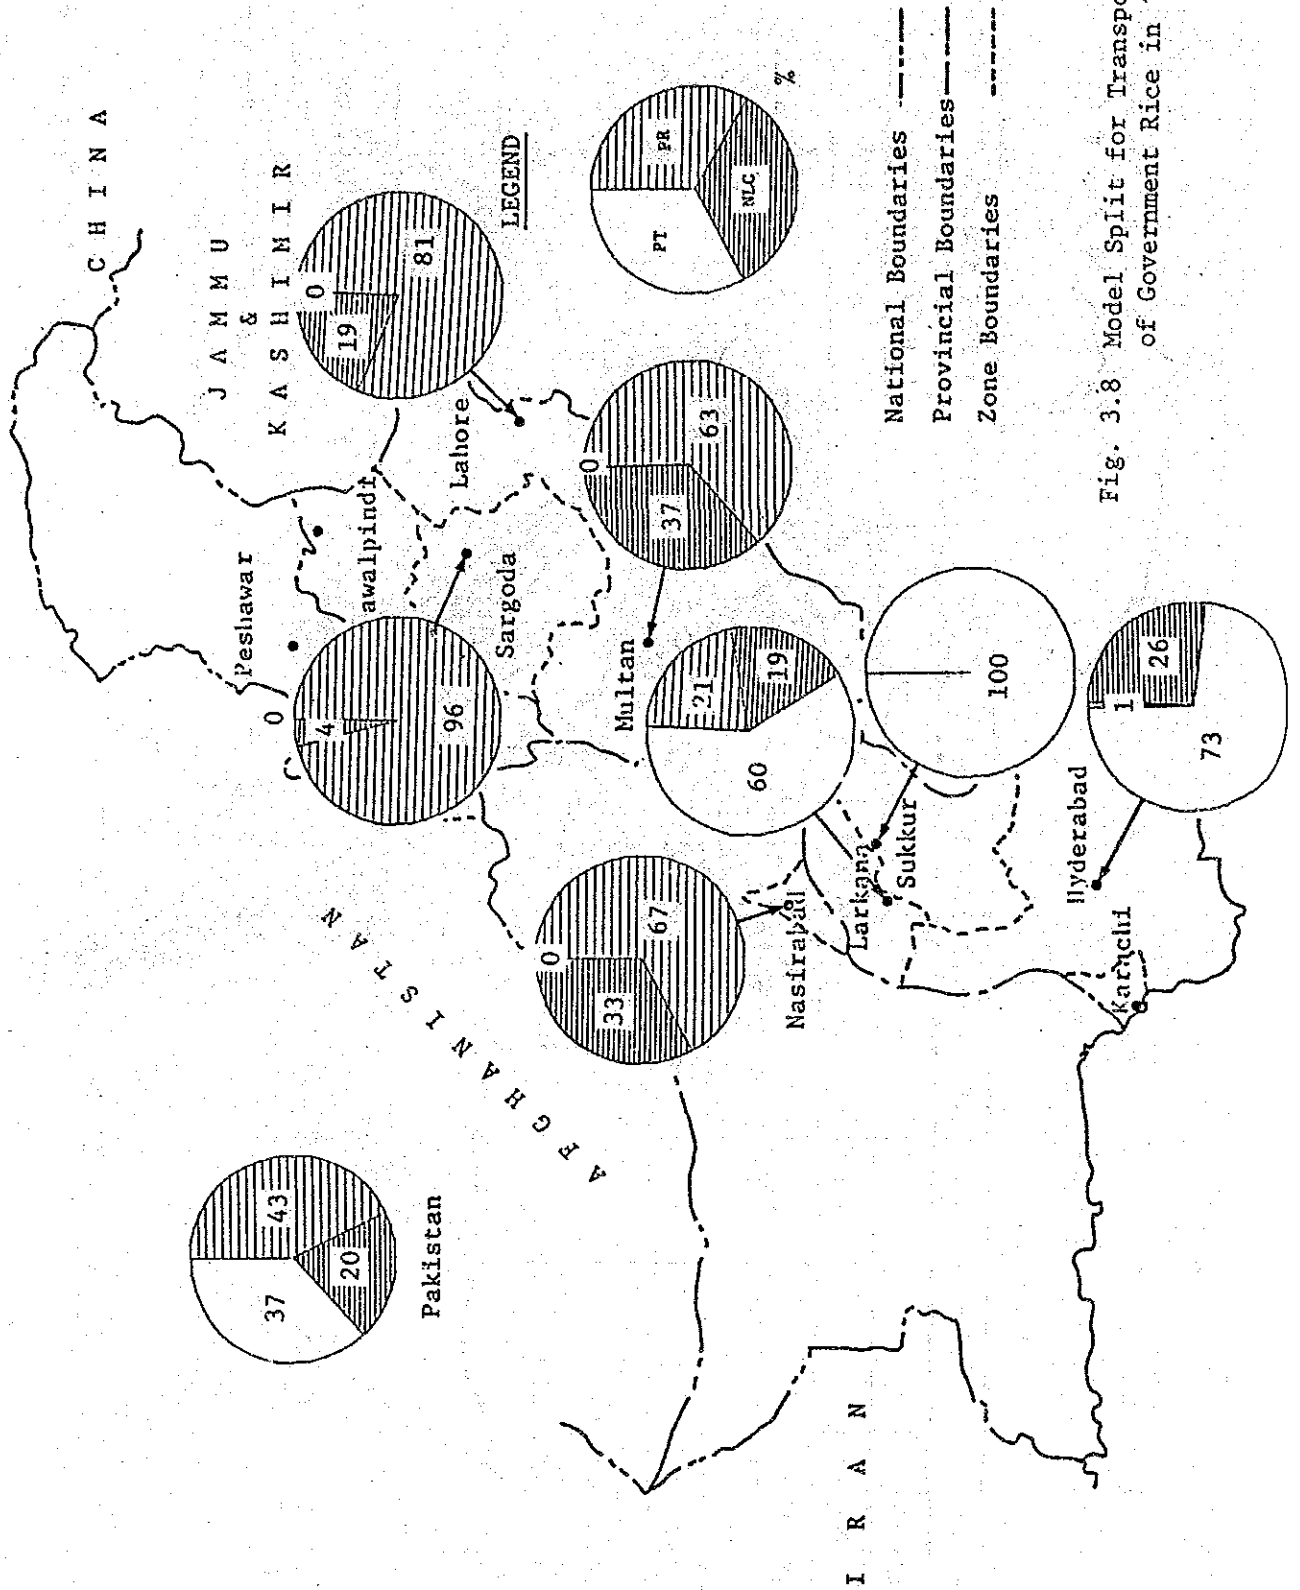 C H I N A
J A M M U
&
K A S H I M I R
Peshawar
awalpindi
Lahore
Sargoda
Multan
Nasirabad
Larkana
Sukkur
Hyderabad
Karachi
A F G H A N I S T A N
I R A N
0
19
81
0
4
96
0
37
63
21
19
60
100
0
33
67
1
26
73
43
20
37
Pakistan
LEGEND
PT
PR
NLC
%
National Boundaries
Provincial Boundaries
Zone Boundaries
Fig. 3.8 Model Split for
of Government Rice in